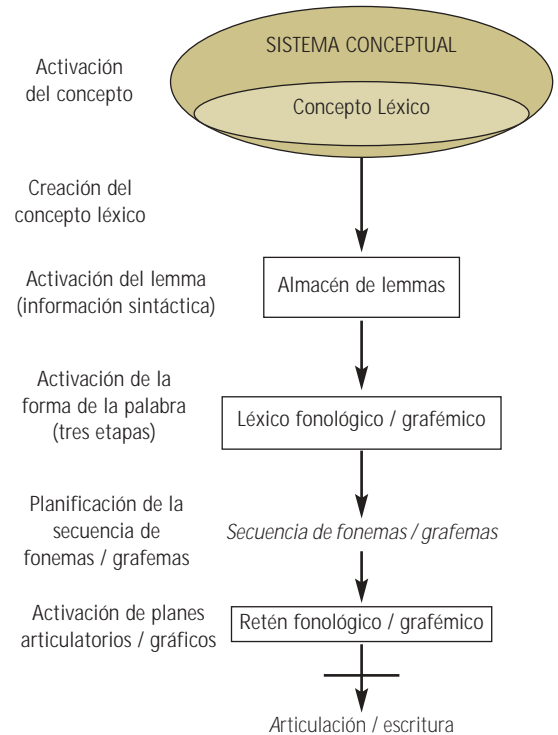 SISTEMA CONCEPTUAL
Activación
del concepto
Concepto Léxico
Creación del
concepto léxico
Activación del lemma
(información sintáctica)
Almacén de lemmas
Activación de la
forma de la palabra
(tres etapas)
Léxico fonológico / grafémico
Planificación de la
secuencia de
fonemas / grafemas
Secuencia de fonemas / grafemas
Activación de planes
articulatorios / gráficos
Retén fonológico / grafémico
Articulación / escritura